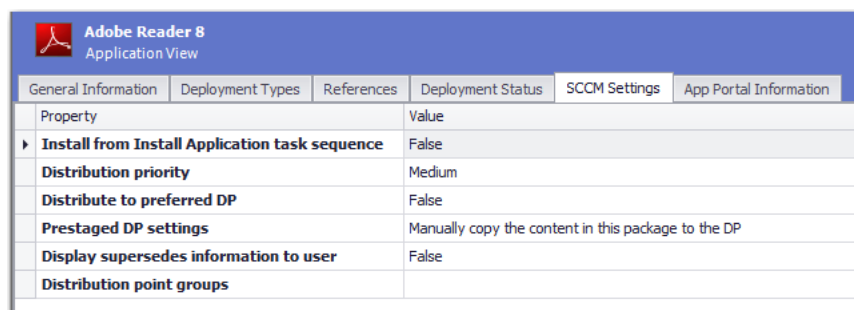 Adobe Reader 8
Application View
General Information Deployment Types References Deployment Status SCCM Settings App Portal Information
Property Value
Install from Install Application task sequence False
Distribution priority Medium
Distribute to preferred DP False
Prestaged DP settings Manually copy the content in this package to the DP
Display supersedes information to user False
Distribution point groups